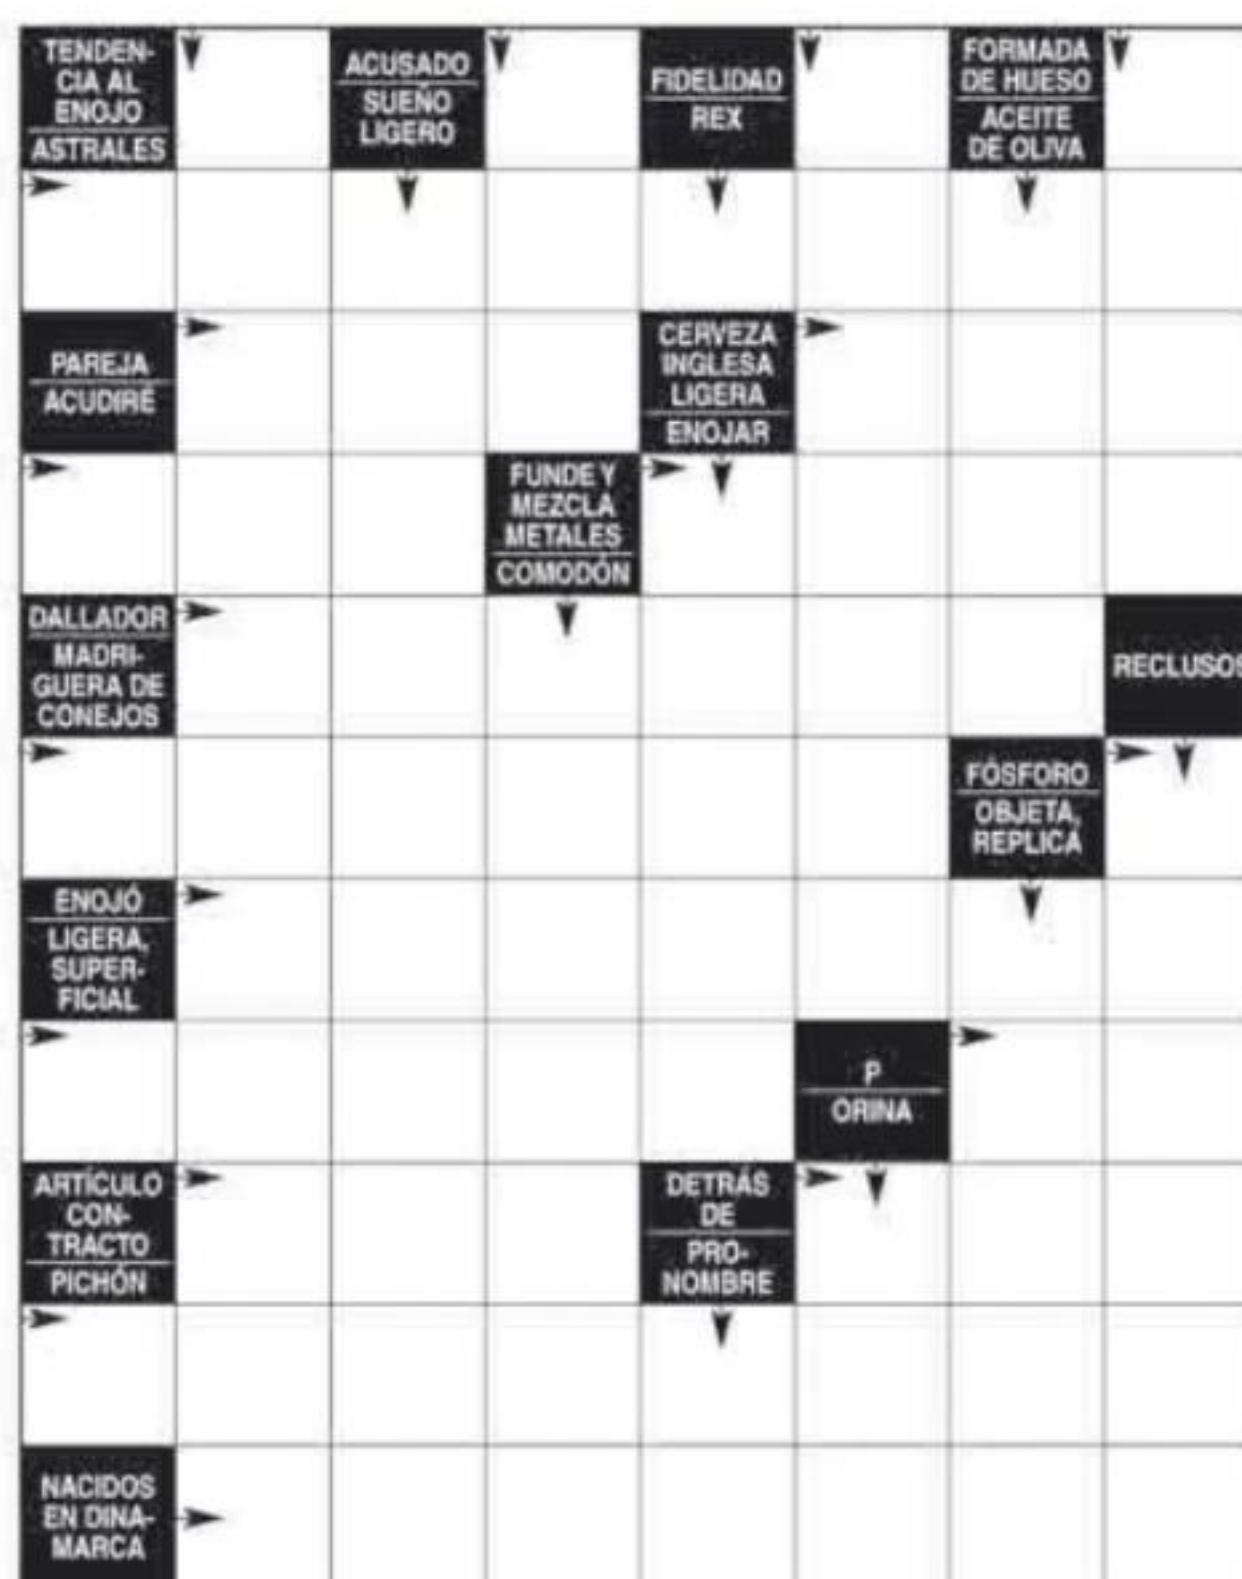 TENDEN-
CIA AL
ENOJO
ASTRALES
ACUSADO
SUEÑO
LIGERO
FIDELIDAD
REX
FORMADA
DE HUESO
ACEITE
DE OLIVA
PAREJA
ACUDIRÉ
CERVEZA
INGLESA
LIGERA
ENOJAR
FUNDE Y
MEZCLA
METALES
COMODÓN
DALLADOR
MADRI-
GUERA DE
CONEJOS
RECLUSOS
FÓSFORO
OBJETA,
REPLICA
ENOJÓ
LIGERA,
SUPER-
FICIAL
P
ORINA
ARTÍCULO
CON-
TRACTO
PICHÓN
DETRÁS
DE
PRO-
NOMBRE
NACIDOS
EN DINA-
MARCA